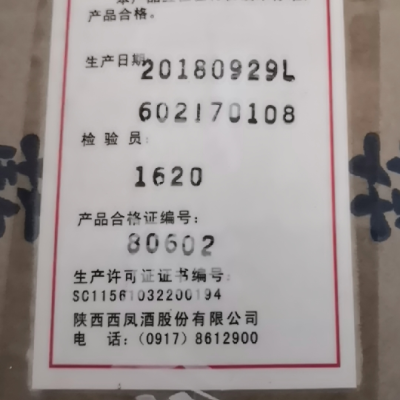 产品合格。
生产日期
20180929L
602170108
检验员:
1620
产品合格证编号:
80602
生产许可证证书编号:
SC11561032200194
陕西西凤酒股份有限公司
电 话:(0917)8612900